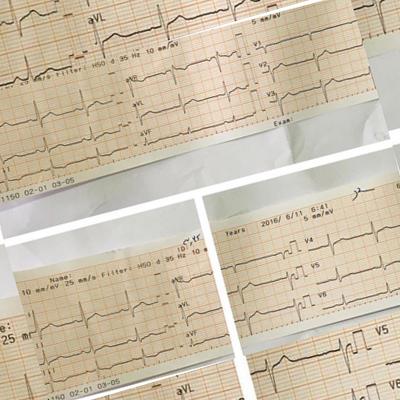 aVL
5 mm/mV
25 mm/s Filter: H50 d 35 Hz 10 mm/mV
V1
aVR
V2
aVL
V3
aVF
Exam:
1150 02-01 03-05
Years 2016/ 6/11 6:41
5 mm/mV
ID:
Name:
10 mm/mV 25 mm/s Filter: H50 d 35 Hz 10 m
V4
aVR
V5
aVL
V6
aVF
25 m
V5
1150 02-01 03-05
aVL